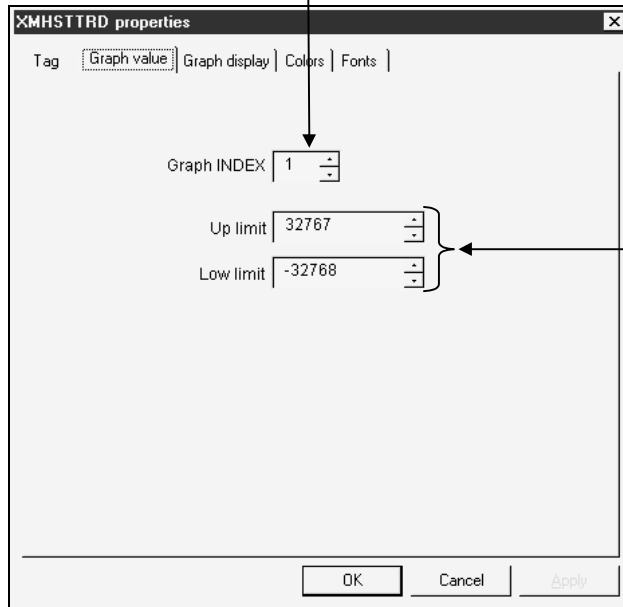 XMHSTTRD properties
Tag Graph value Graph display Colors Fonts
Graph INDEX 1
Up limit 32767
Low limit -32768
OK Cancel Apply